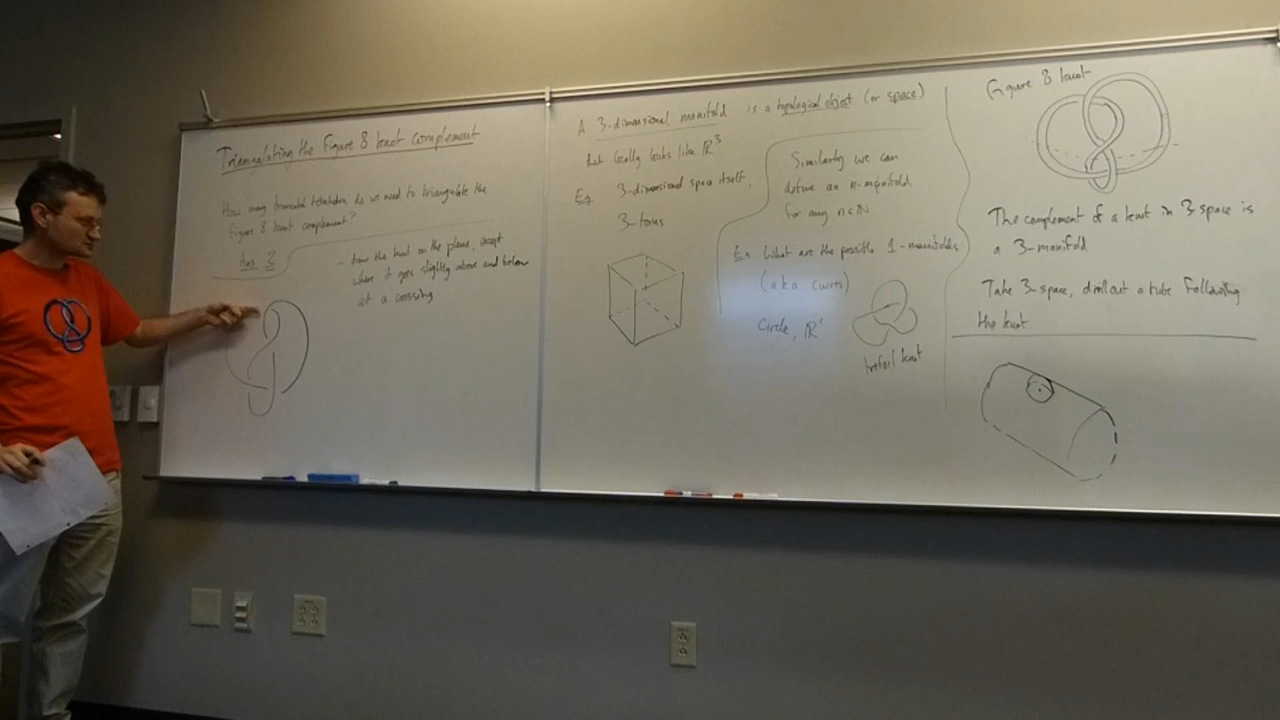 Triangulating the Figure 8 knot complement
How many truncated tetrahedra do we need to triangulate the
Figure 8 knot complement?
Ans 2
- have the knot on the plane, except
where it goes slightly above and below
at a crossing
A 3-dimensional manifold is a topological object (or space)
that locally looks like ℝ³
Eg 3-dimensional space itself,
3-torus
Similarly we can
define an n-manifold
for any n∈ℕ
Ex What are the possible 1-manifolds
(aka curves)
Circle, ℝ¹
trefoil knot
Figure 8 knot
The complement of a knot in 3-space is
a 3-manifold
Take 3-space, drill out a tube following
the knot.